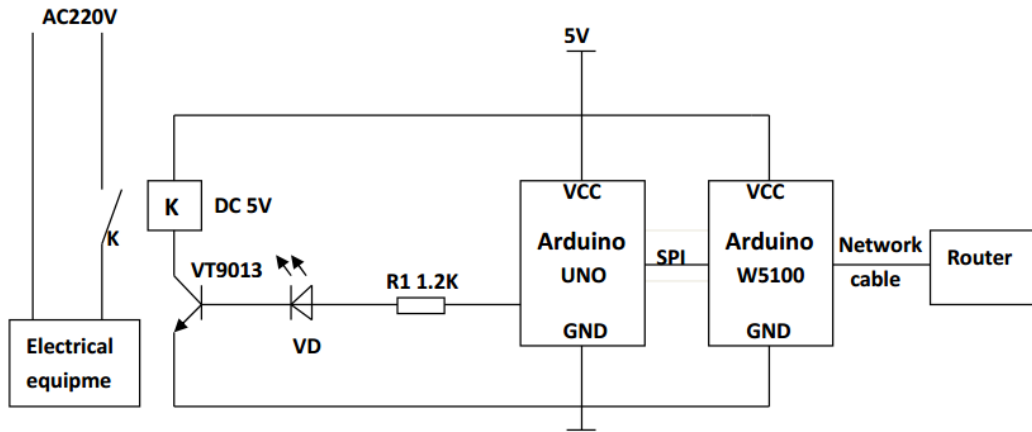 AC220V
5V
K
DC 5V
K
VT9013
R1 1.2K
VD
VCC
Arduino
UNO
GND
SPI
VCC
Arduino
W5100
GND
Network
cable
Router
Electrical
equipme